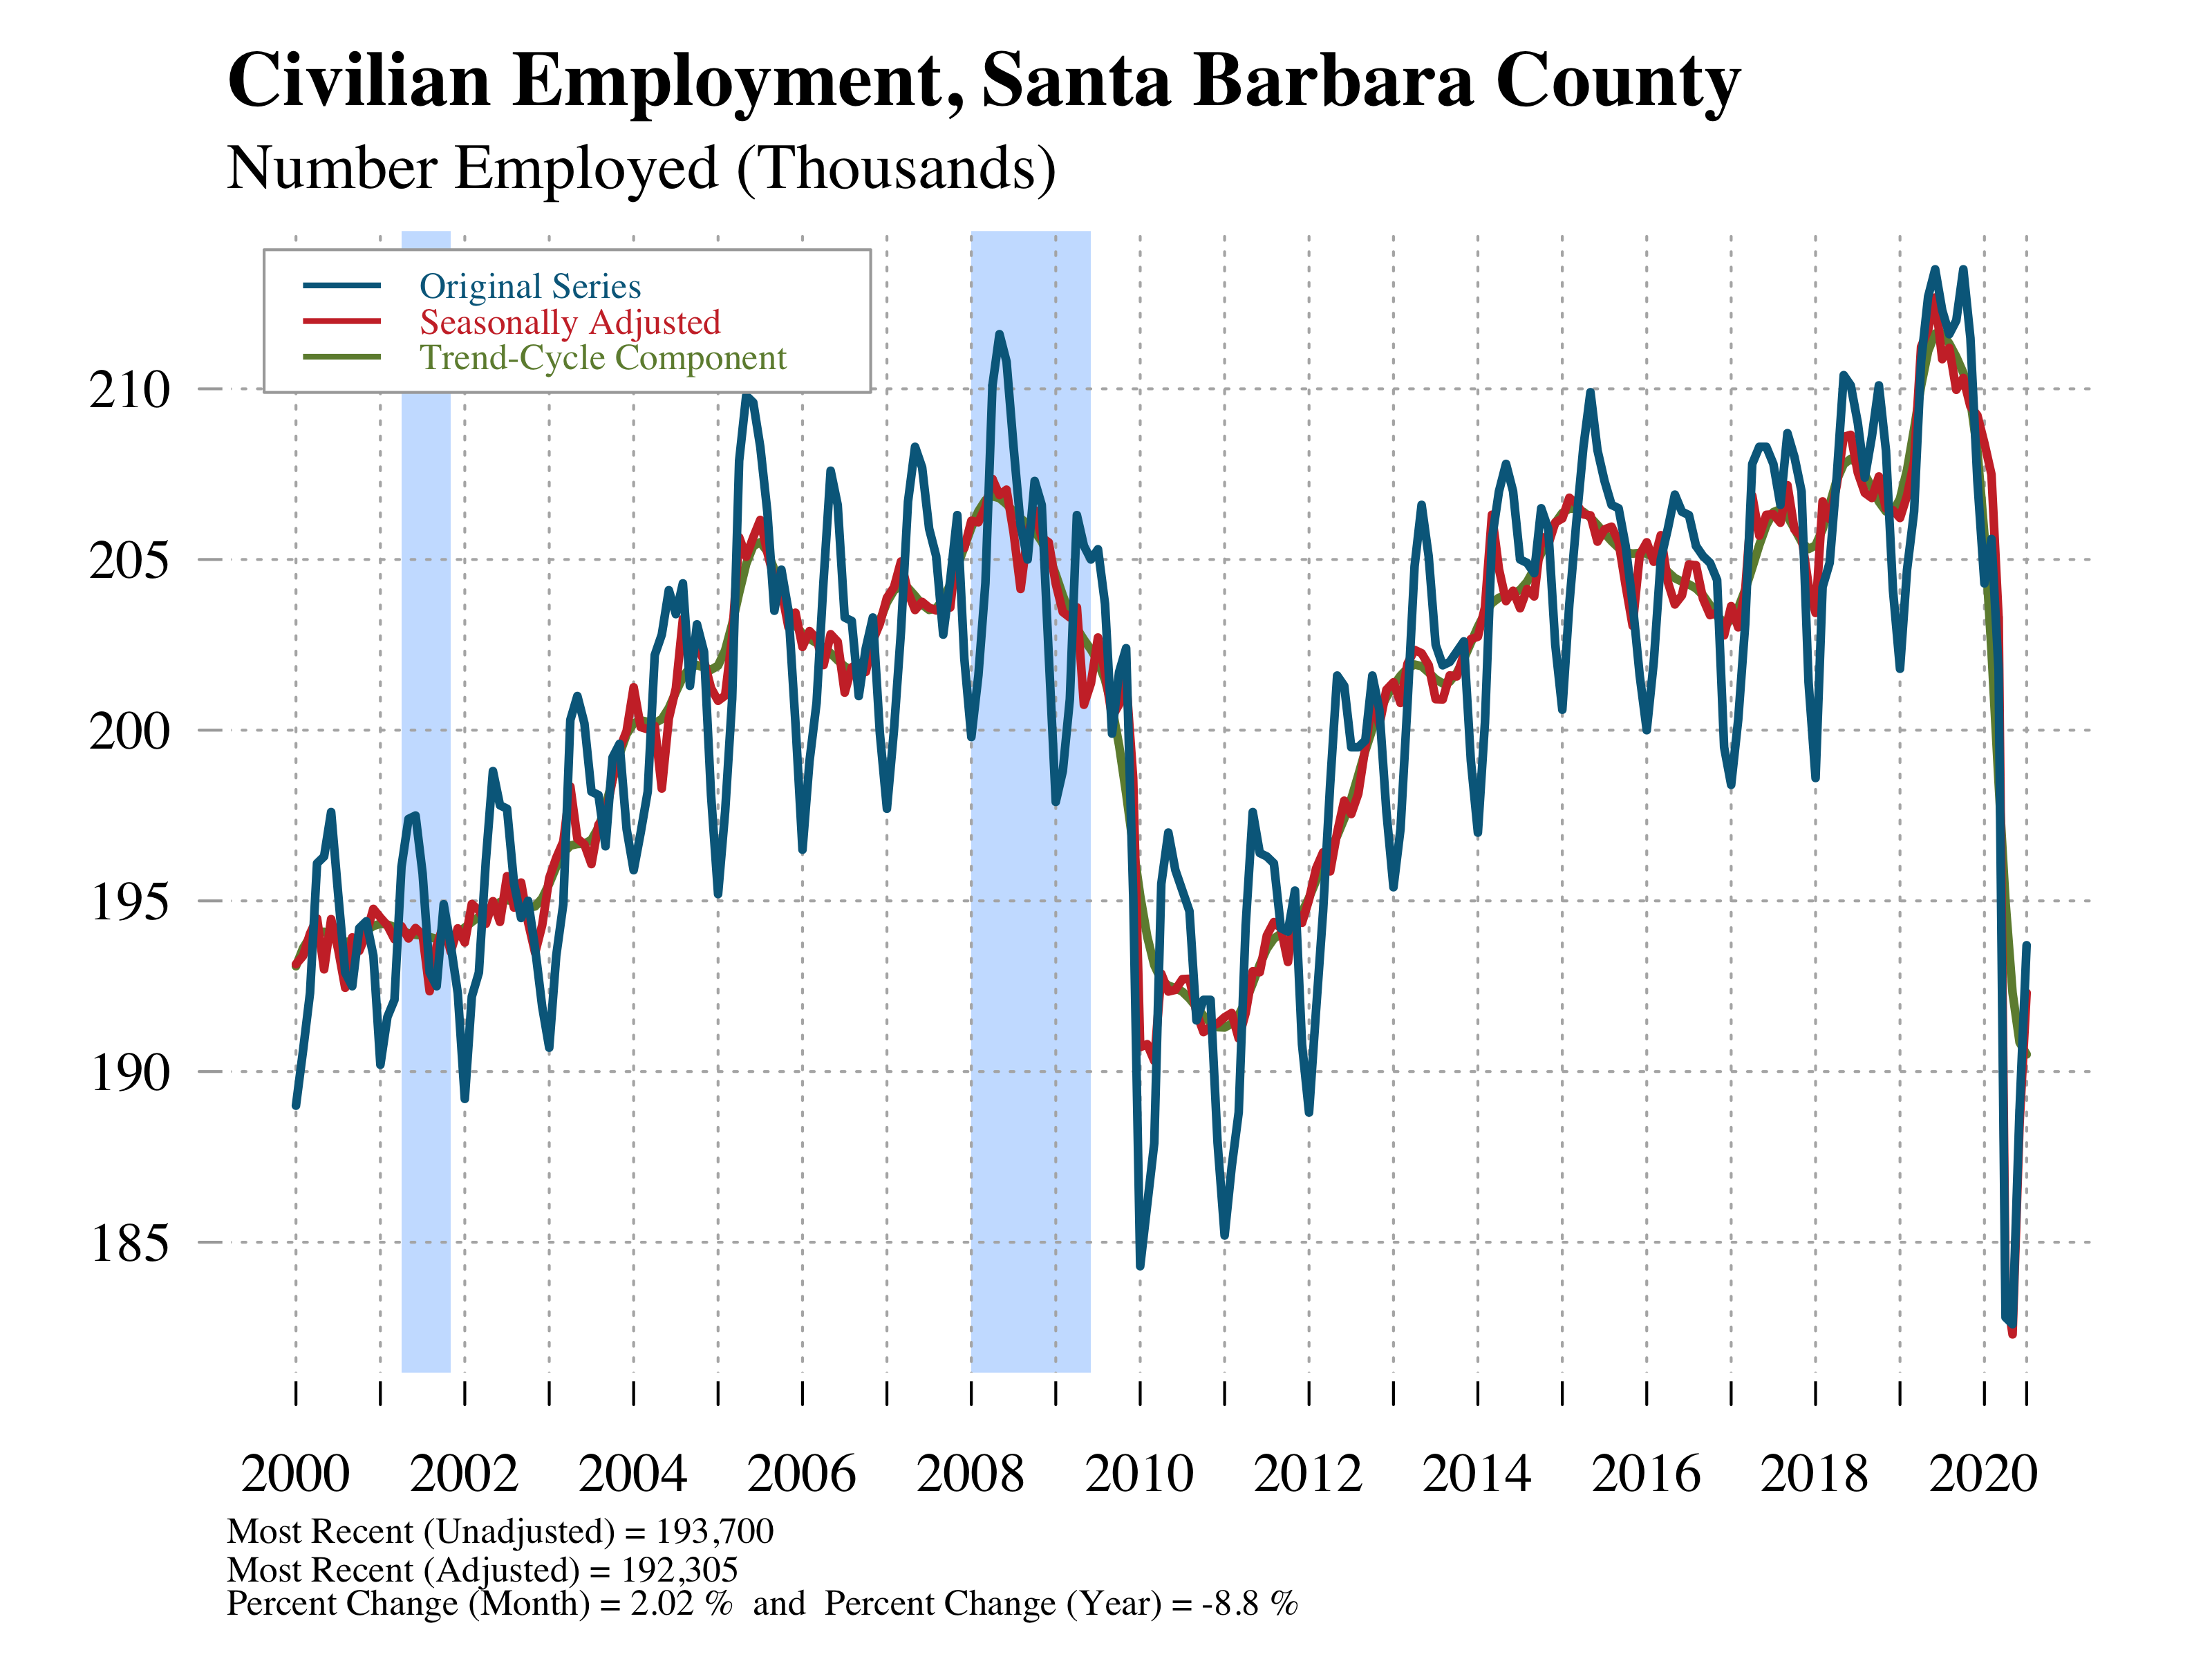 Civilian Employment, Santa Barbara County
Number Employed (Thousands)
Original Series
Seasonally Adjusted
Trend-Cycle Component
210
205
200
195
190
185
2000 2002 2004 2006 2008 2010 2012 2014 2016 2018 2020
Most Recent (Unadjusted) = 193,700
Most Recent (Adjusted) = 192,305
Percent Change (Month) = 2.02 % and Percent Change (Year) = -8.8 %